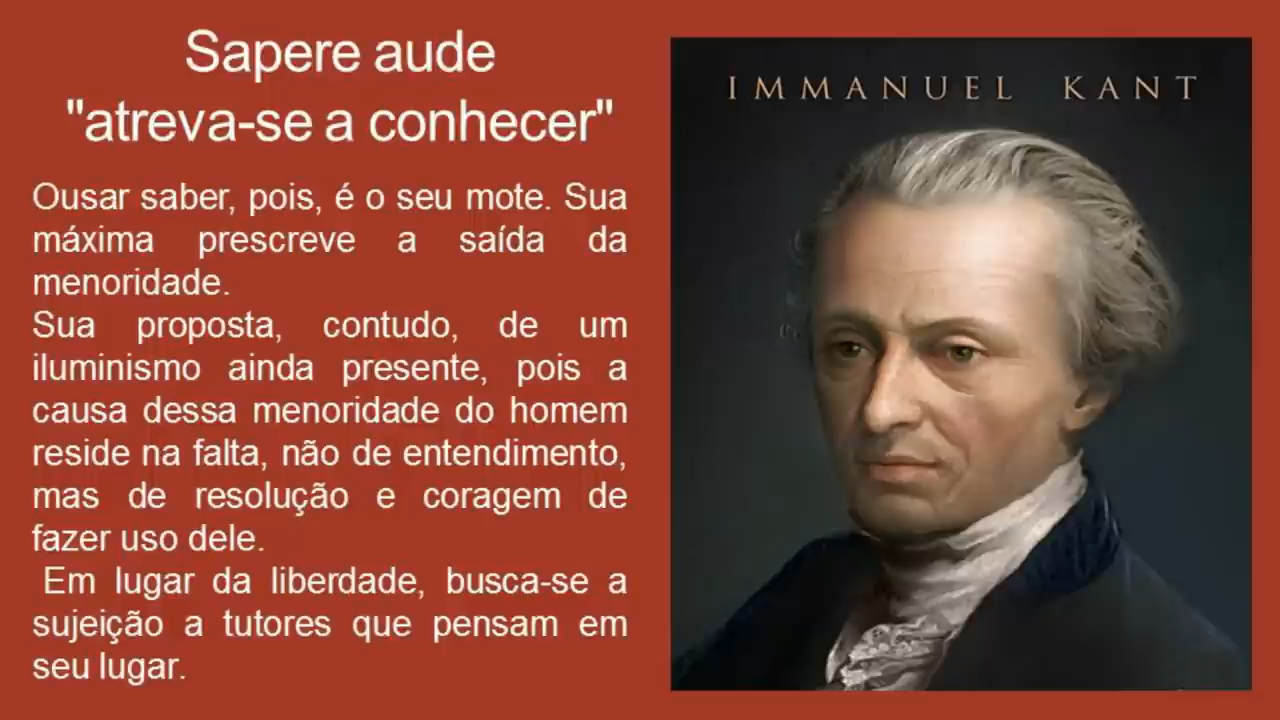 Sapere aude
"atreva-se a conhecer"
Ousar saber, pois, é o seu mote. Sua
máxima prescreve a saída da
menoridade.
Sua proposta, contudo, de um
iluminismo ainda presente, pois a
causa dessa menoridade do homem
reside na falta, não de entendimento,
mas de resolução e coragem de
fazer uso dele.
Em lugar da liberdade, busca-se a
sujeição a tutores que pensam em
seu lugar.
IMMANUEL KANT